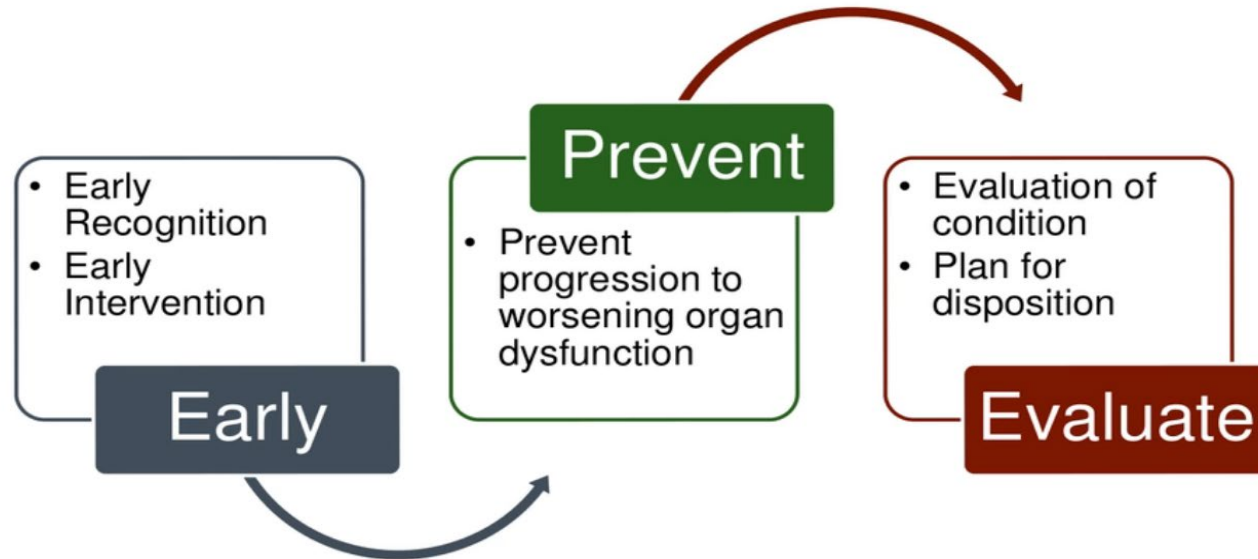 • Early
Recognition
• Early
Intervention
Early
Prevent
• Prevent
progression to
worsening organ
dysfunction
• Evaluation of
condition
• Plan for
disposition
Evaluate